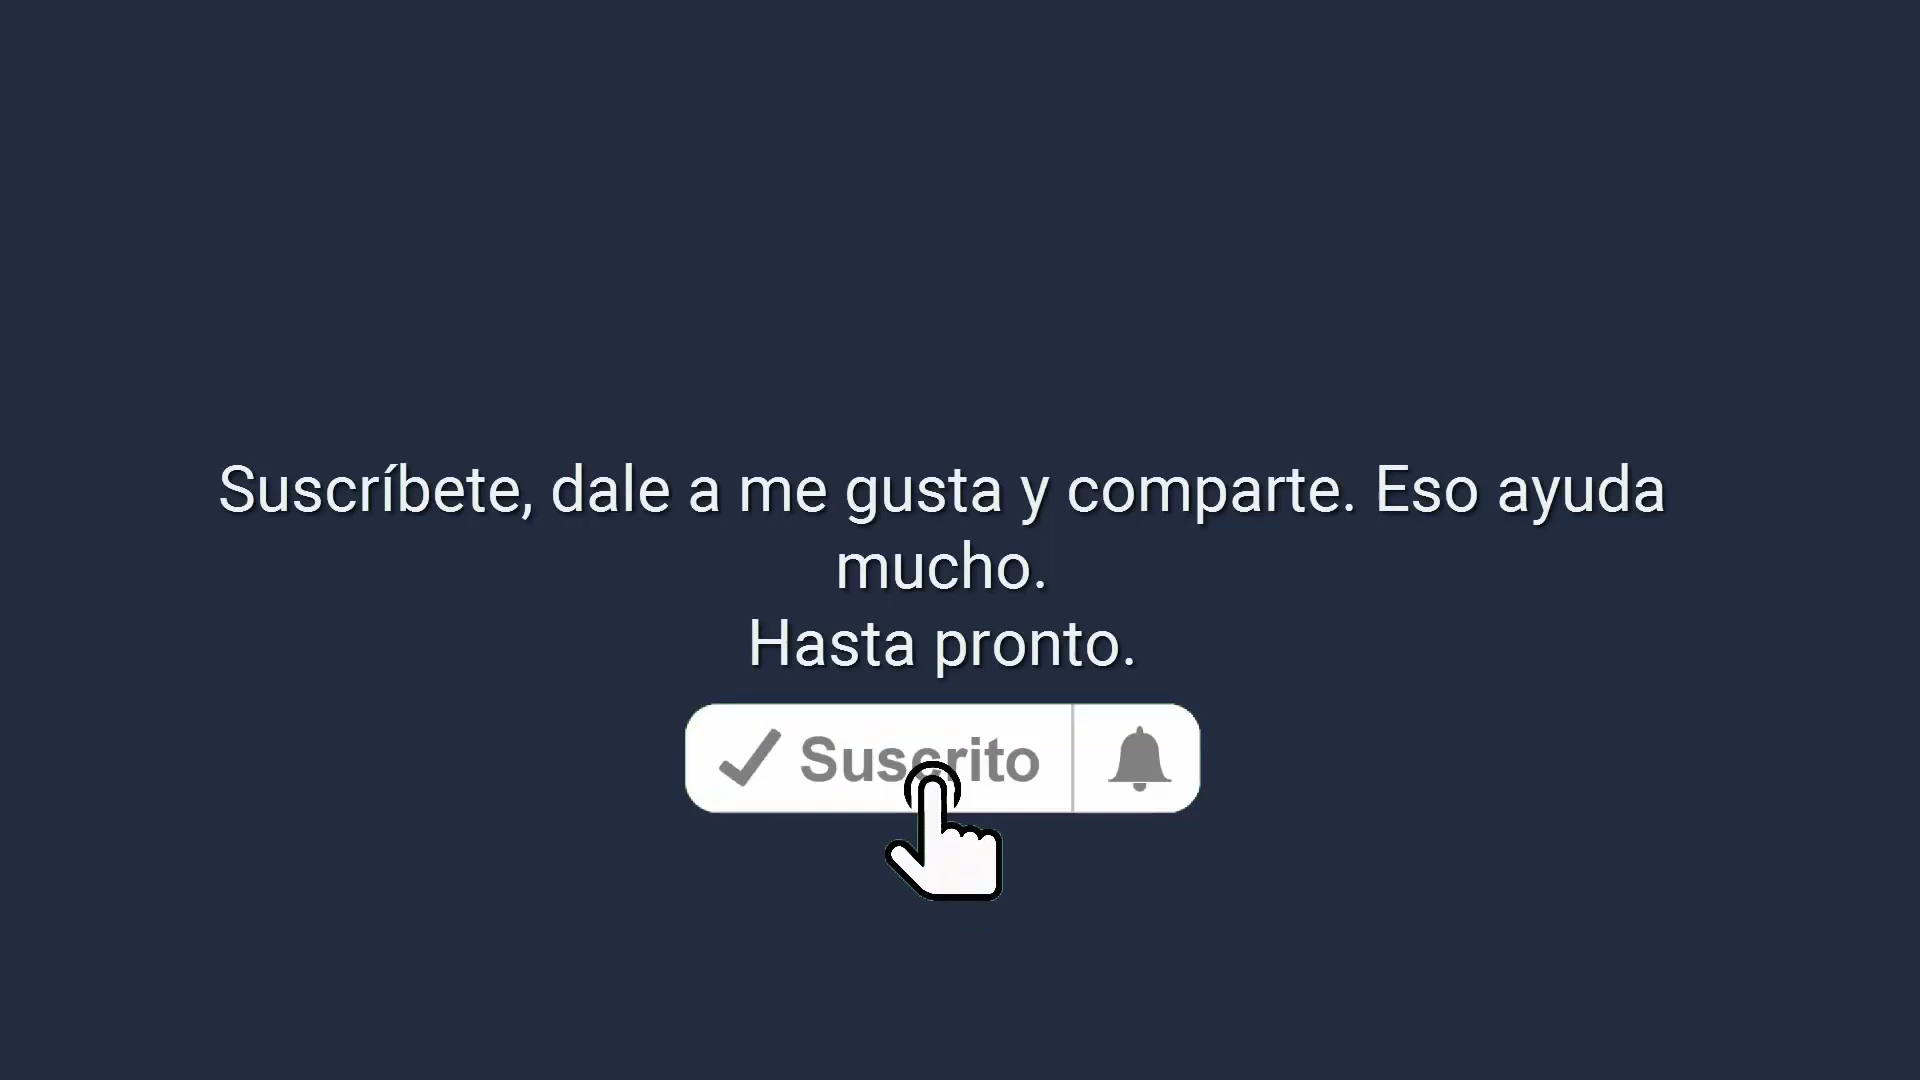 Suscríbete, dale a me gusta y comparte. Eso ayuda
mucho.
Hasta pronto.
Suscrito